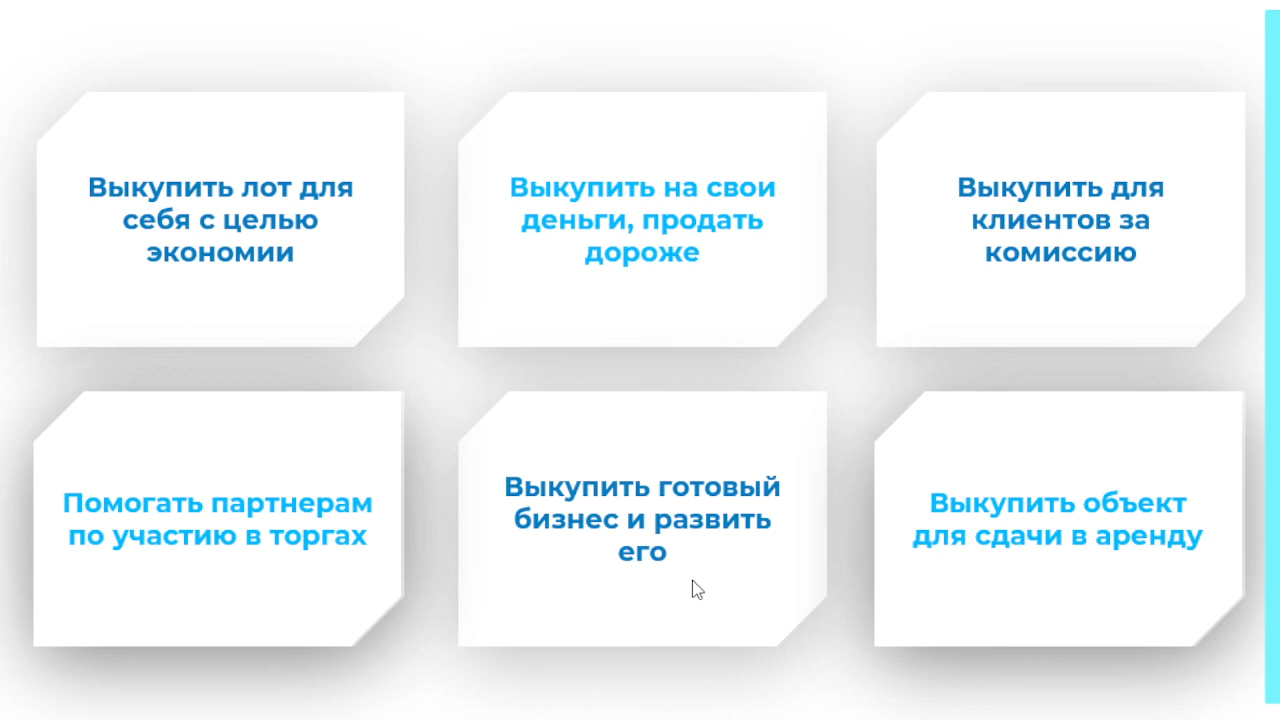 Выкупить лот для
себя с целью
экономии
Выкупить на свои
деньги, продать
дороже
Выкупить для
клиентов за
комиссию
Помогать партнерам
по участию в торгах
Выкупить готовый
бизнес и развить
его
Выкупить объект
для сдачи в аренду